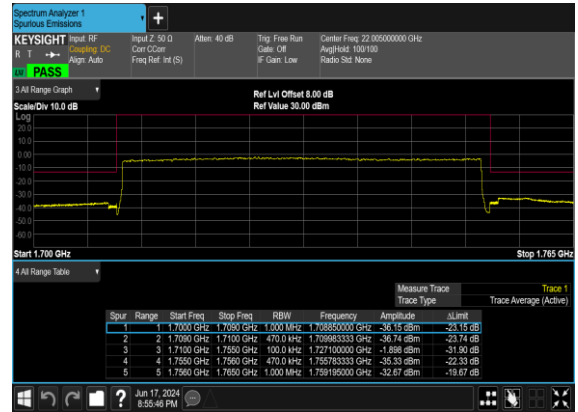 Spectrum Analyzer 1
Spurious Emissions
KEYSIGHT Input: RF Input Z: 50 Ω Atten: 40 dB Trig: Free Run Center Freq: 22.005000000 GHz
R T Coupling: DC Corr CCorr Gate: Off Avg|Hold: 100/100
Align: Auto Freq Ref: Int (S) IF Gain: Low Radio Std: None
PASS
3 All Range Graph
Ref Lvl Offset 8.00 dB
Scale/Div 10.0 dB Ref Value 30.00 dBm
Log
20.0
10.0
0.00
-10.0
-20.0
-30.0
-40.0
-50.0
-60.0
Start 1.700 GHz Stop 1.765 GHz
4 All Range Table
Measure Trace Trace 1
Trace Type Trace Average (Active)
Spur Range Start Freq Stop Freq RBW Frequency Amplitude ΔLimit
1 1 1.7000 GHz 1.7090 GHz 1.000 MHz 1.708850000 GHz -36.15 dBm -23.15 dB
2 2 1.7090 GHz 1.7100 GHz 470.0 kHz 1.709983333 GHz -36.74 dBm -23.74 dB
3 3 1.7100 GHz 1.7550 GHz 100.0 kHz 1.727100000 GHz -1.898 dBm -31.90 dB
4 4 1.7550 GHz 1.7560 GHz 470.0 kHz 1.755783333 GHz -35.33 dBm -22.33 dB
5 5 1.7560 GHz 1.7650 GHz 1.000 MHz 1.759195000 GHz -32.67 dBm -19.67 dB
Jun 17, 2024
8:55:46 PM